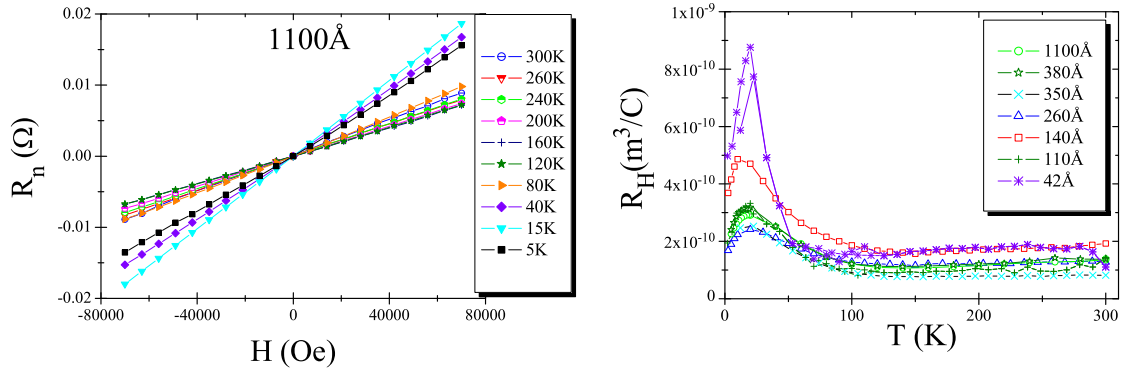 1100Å
R_n (Ω)
0.02
0.01
0.00
-0.01
-0.02
-80000 -40000 0 40000 80000
H (Oe)
300K
260K
240K
200K
160K
120K
80K
40K
15K
5K
R_H(m³/C)
1x10⁻⁹
8x10⁻¹⁰
6x10⁻¹⁰
4x10⁻¹⁰
2x10⁻¹⁰
0
0 100 200 300
T (K)
1100Å
380Å
350Å
260Å
140Å
110Å
42Å